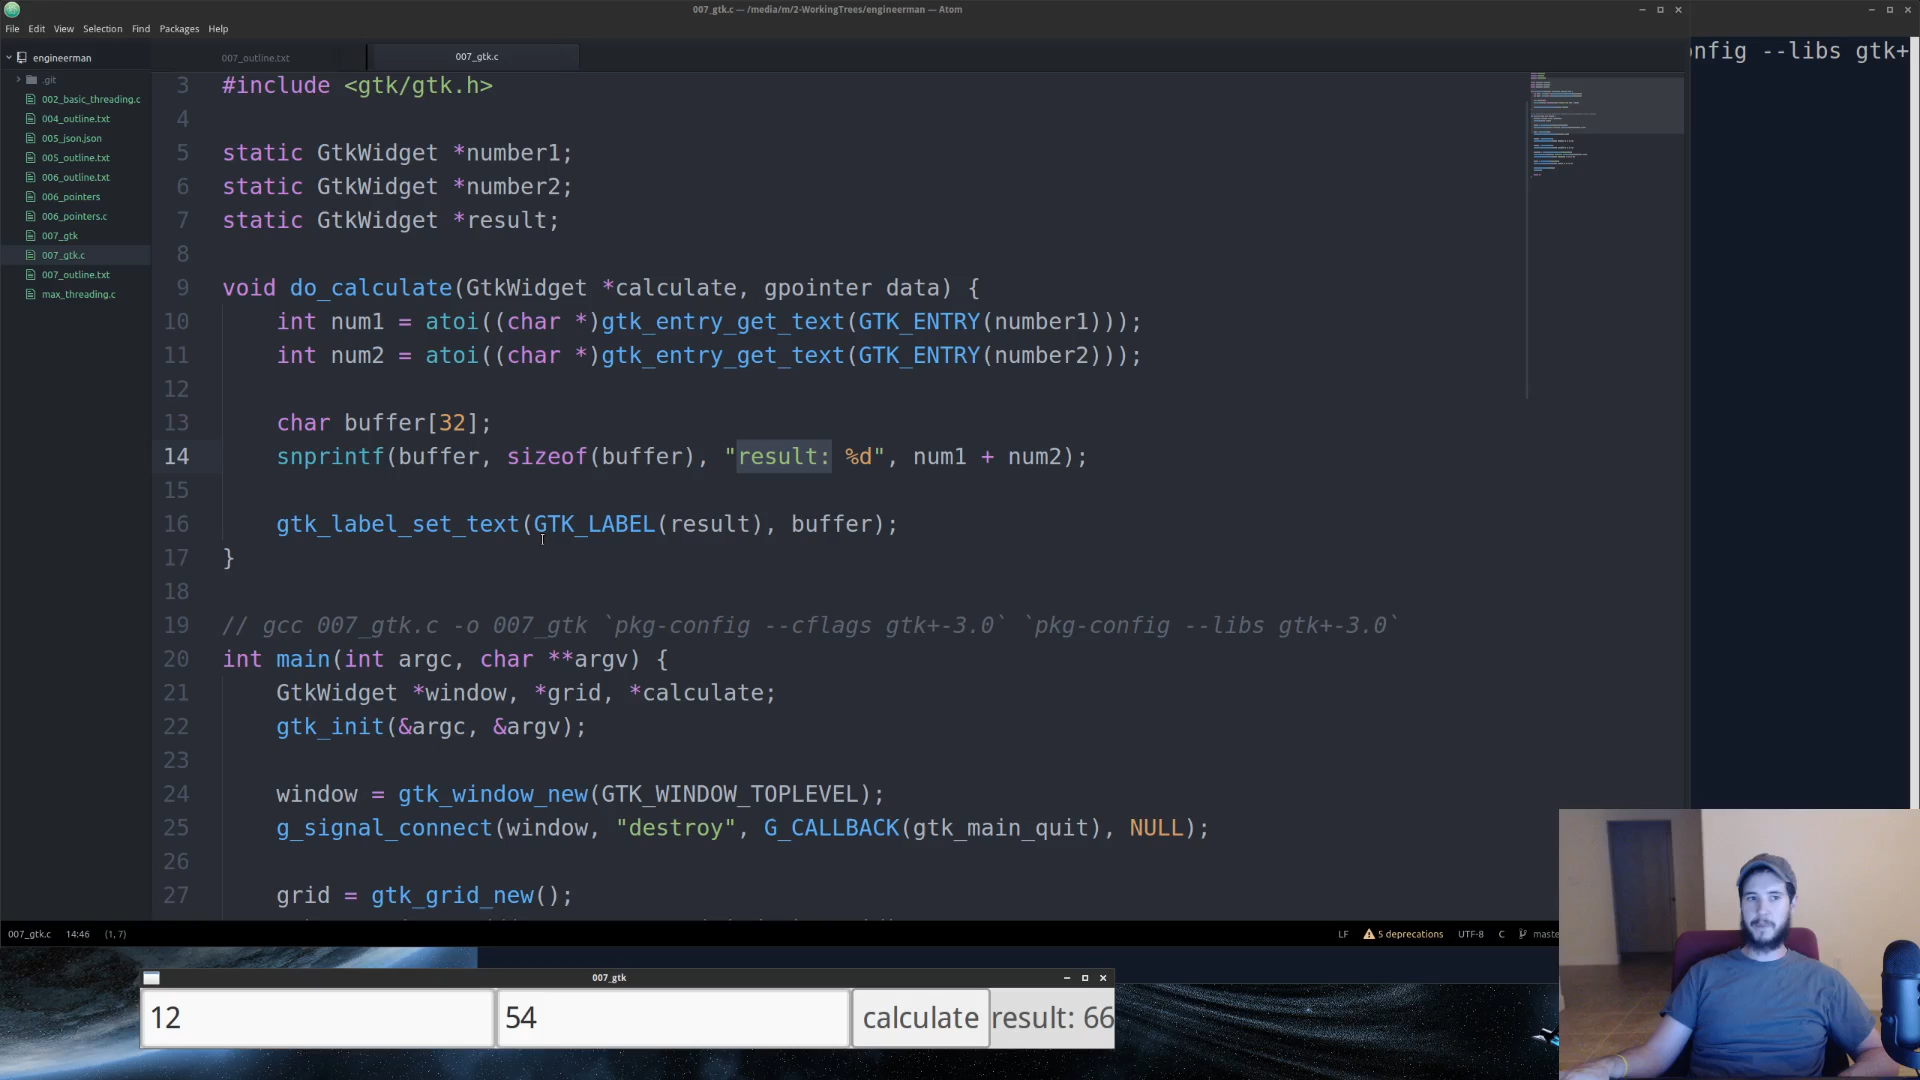 007_gtk.c — /media/m/2-WorkingTrees/engineerman — Atom
File Edit View Selection Find Packages Help
nfig --libs gtk+
engineerman
.git
002_basic_threading.c
004_outline.txt
005_json.json
005_outline.txt
006_outline.txt
006_pointers
006_pointers.c
007_gtk
007_gtk.c
007_outline.txt
max_threading.c
007_outline.txt 007_gtk.c
3 #include <gtk/gtk.h>
4
5 static GtkWidget *number1;
6 static GtkWidget *number2;
7 static GtkWidget *result;
8
9 void do_calculate(GtkWidget *calculate, gpointer data) {
10 int num1 = atoi((char *)gtk_entry_get_text(GTK_ENTRY(number1)));
11 int num2 = atoi((char *)gtk_entry_get_text(GTK_ENTRY(number2)));
12
13 char buffer[32];
14 snprintf(buffer, sizeof(buffer), "result: %d", num1 + num2);
15
16 gtk_label_set_text(GTK_LABEL(result), buffer);
17 }
18
19 // gcc 007_gtk.c -o 007_gtk `pkg-config --cflags gtk+-3.0` `pkg-config --libs gtk+-3.0`
20 int main(int argc, char **argv) {
21 GtkWidget *window, *grid, *calculate;
22 gtk_init(&argc, &argv);
23
24 window = gtk_window_new(GTK_WINDOW_TOPLEVEL);
25 g_signal_connect(window, "destroy", G_CALLBACK(gtk_main_quit), NULL);
26
27 grid = gtk_grid_new();
007_gtk.c 14:46 (1, 7) LF 5 deprecations UTF-8 C maste
007_gtk
12 54 calculate result: 66